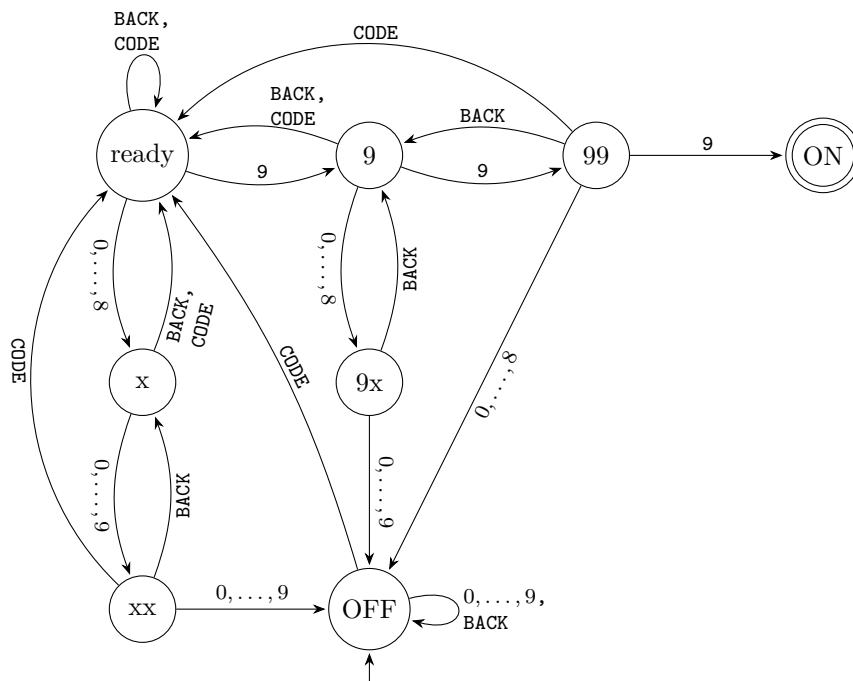 BACK,
CODE
CODE
BACK,
CODE
BACK
ready
9
9
9
99
9
ON
0, . . . , 8
BACK,
CODE
0, . . . , 8
BACK
CODE
x
CODE
9x
0, . . . , 8
0, . . . , 9
BACK
0, . . . , 9
xx
0, . . . , 9
OFF
0, . . . , 9,
BACK